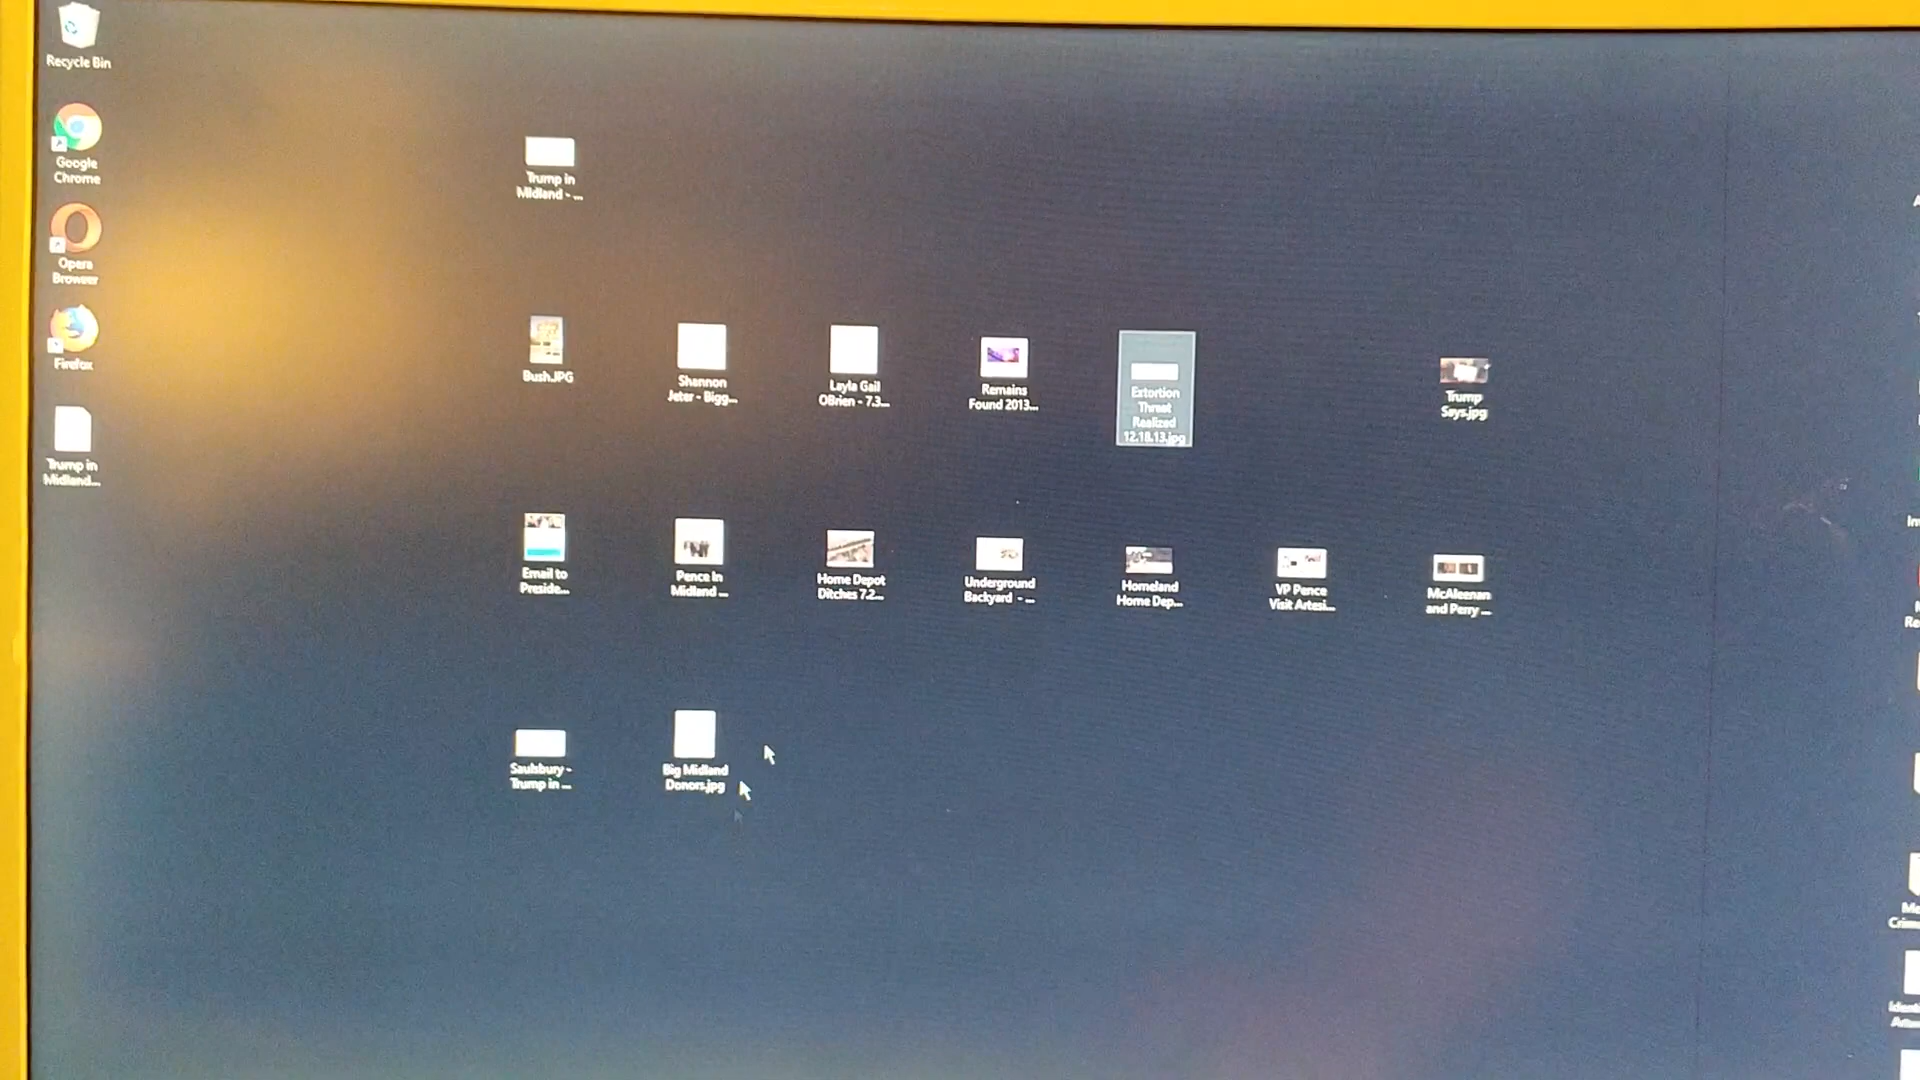 Recycle Bin
Google
Chrome
Opera
Browser
Firefox
Trump in
Midland...
Trump in
Midland - ...
Bush.JPG
Shannon
Jeter - Bigg...
Layla Gail
OBrien - 7.3...
Remains
Found 2013...
Extortion
Threat
Realized
12.18.13.jpg
Trump
Says.jpg
Email to
Preside...
Pence in
Midland ...
Home Depot
Ditches 7.2...
Underground
Backyard - ...
Homeland
Home Dep...
VP Pence
Visit Artesi...
McAleenan
and Perry ...
Saulsbury -
Trump in ...
Big Midland
Donors.jpg